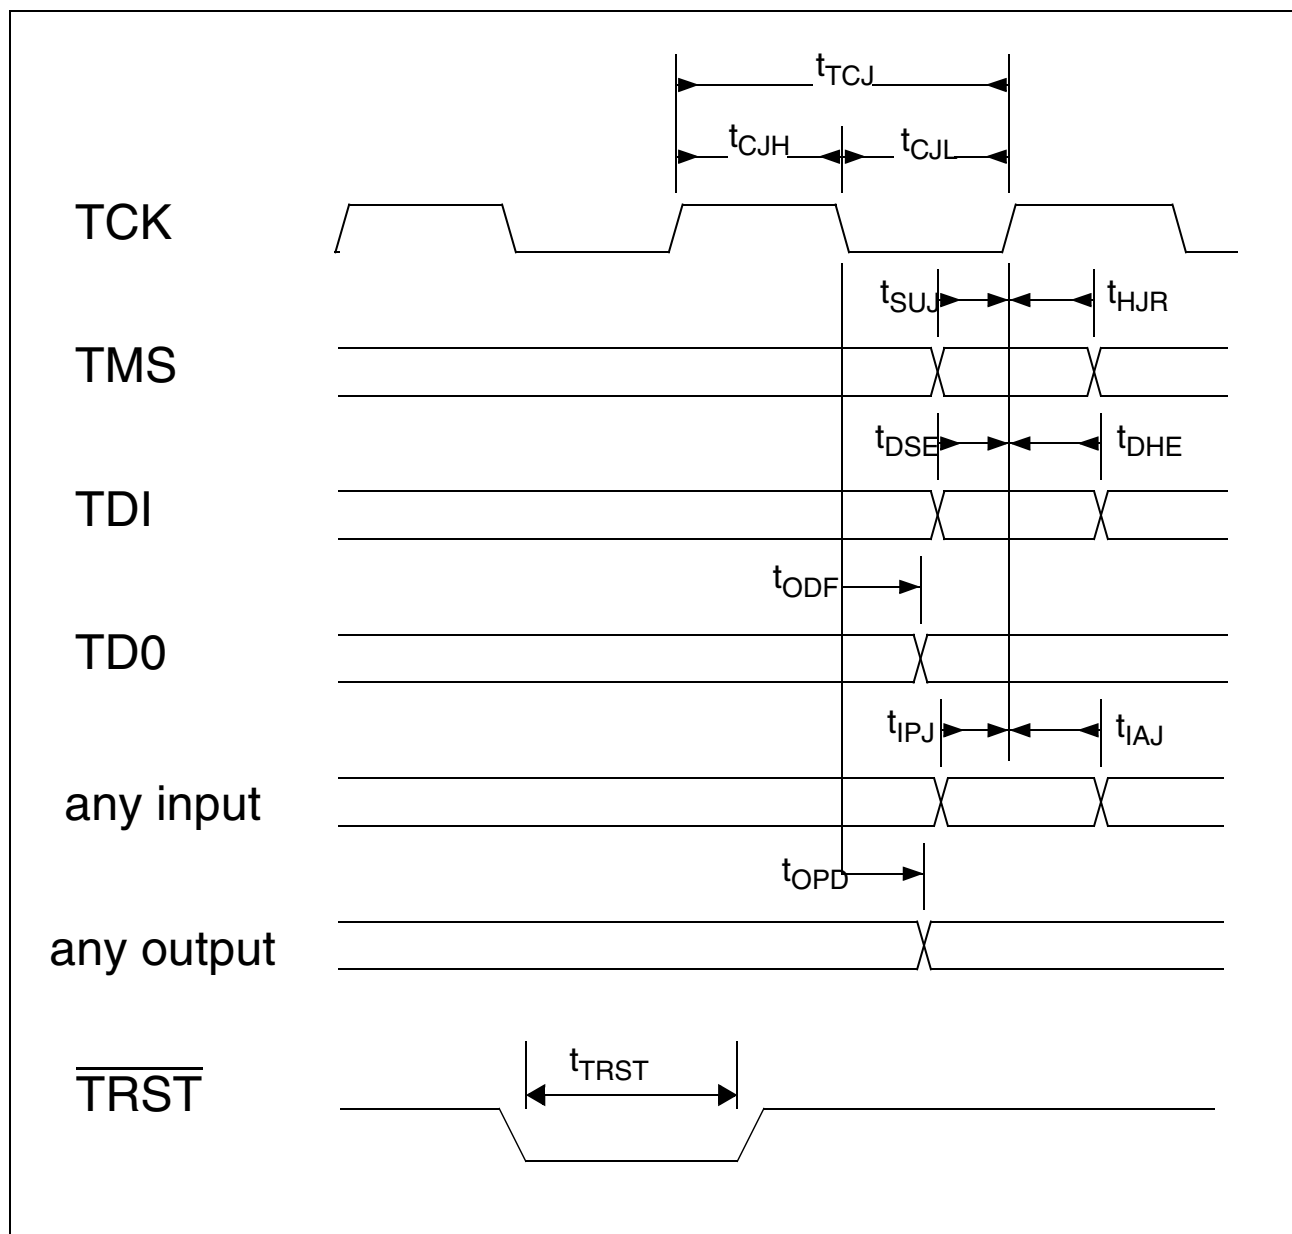 tTCJ
tCJH tCJL
TCK
tSUJ tHJR
TMS
tDSE tDHE
TDI
tODF
TD0
tIPJ tIAJ
any input
tOPD
any output
tTRST
TRST